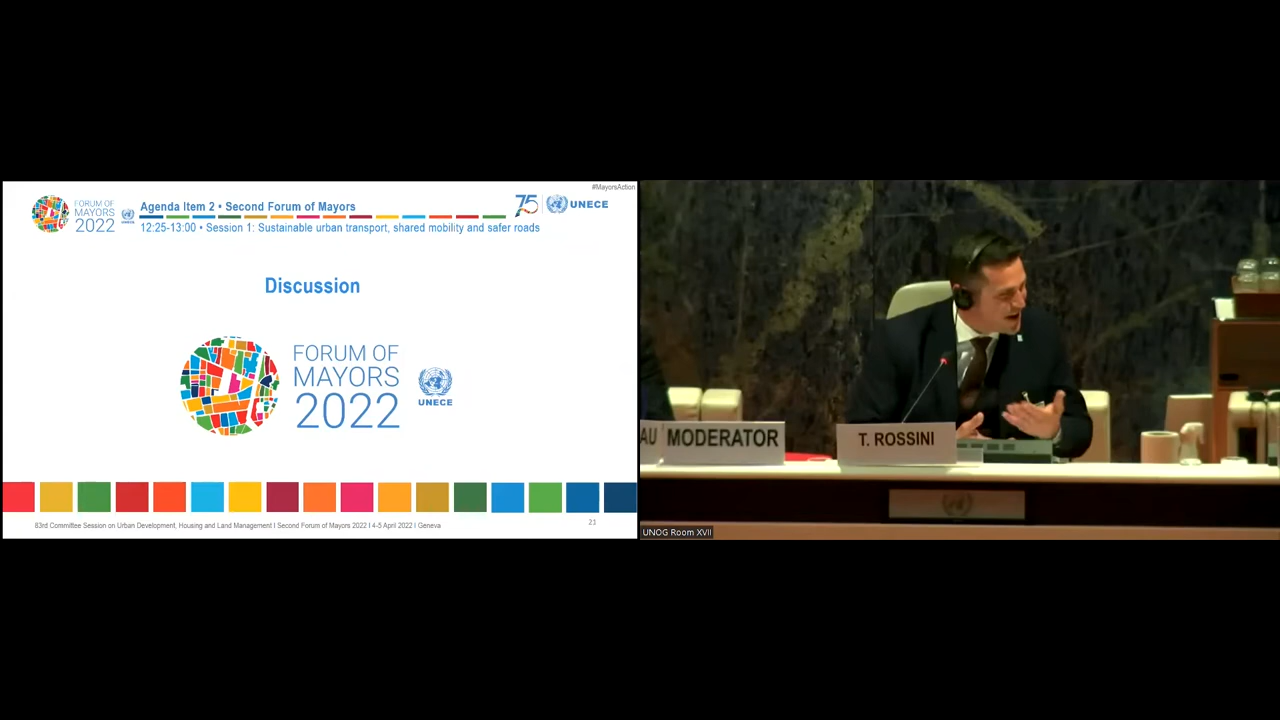 #MayorsAction
FORUM OF
MAYORS
2022
UNECE
Agenda Item 2 • Second Forum of Mayors
12:25-13:00 • Session 1: Sustainable urban transport, shared mobility and safer roads
75
UNECE
Discussion
FORUM OF
MAYORS
2022
UNECE
83rd Committee Session on Urban Development, Housing and Land Management I Second Forum of Mayors 2022 I 4-5 April 2022 I Geneva
21
AU MODERATOR
T. ROSSINI
UNOG Room XVII